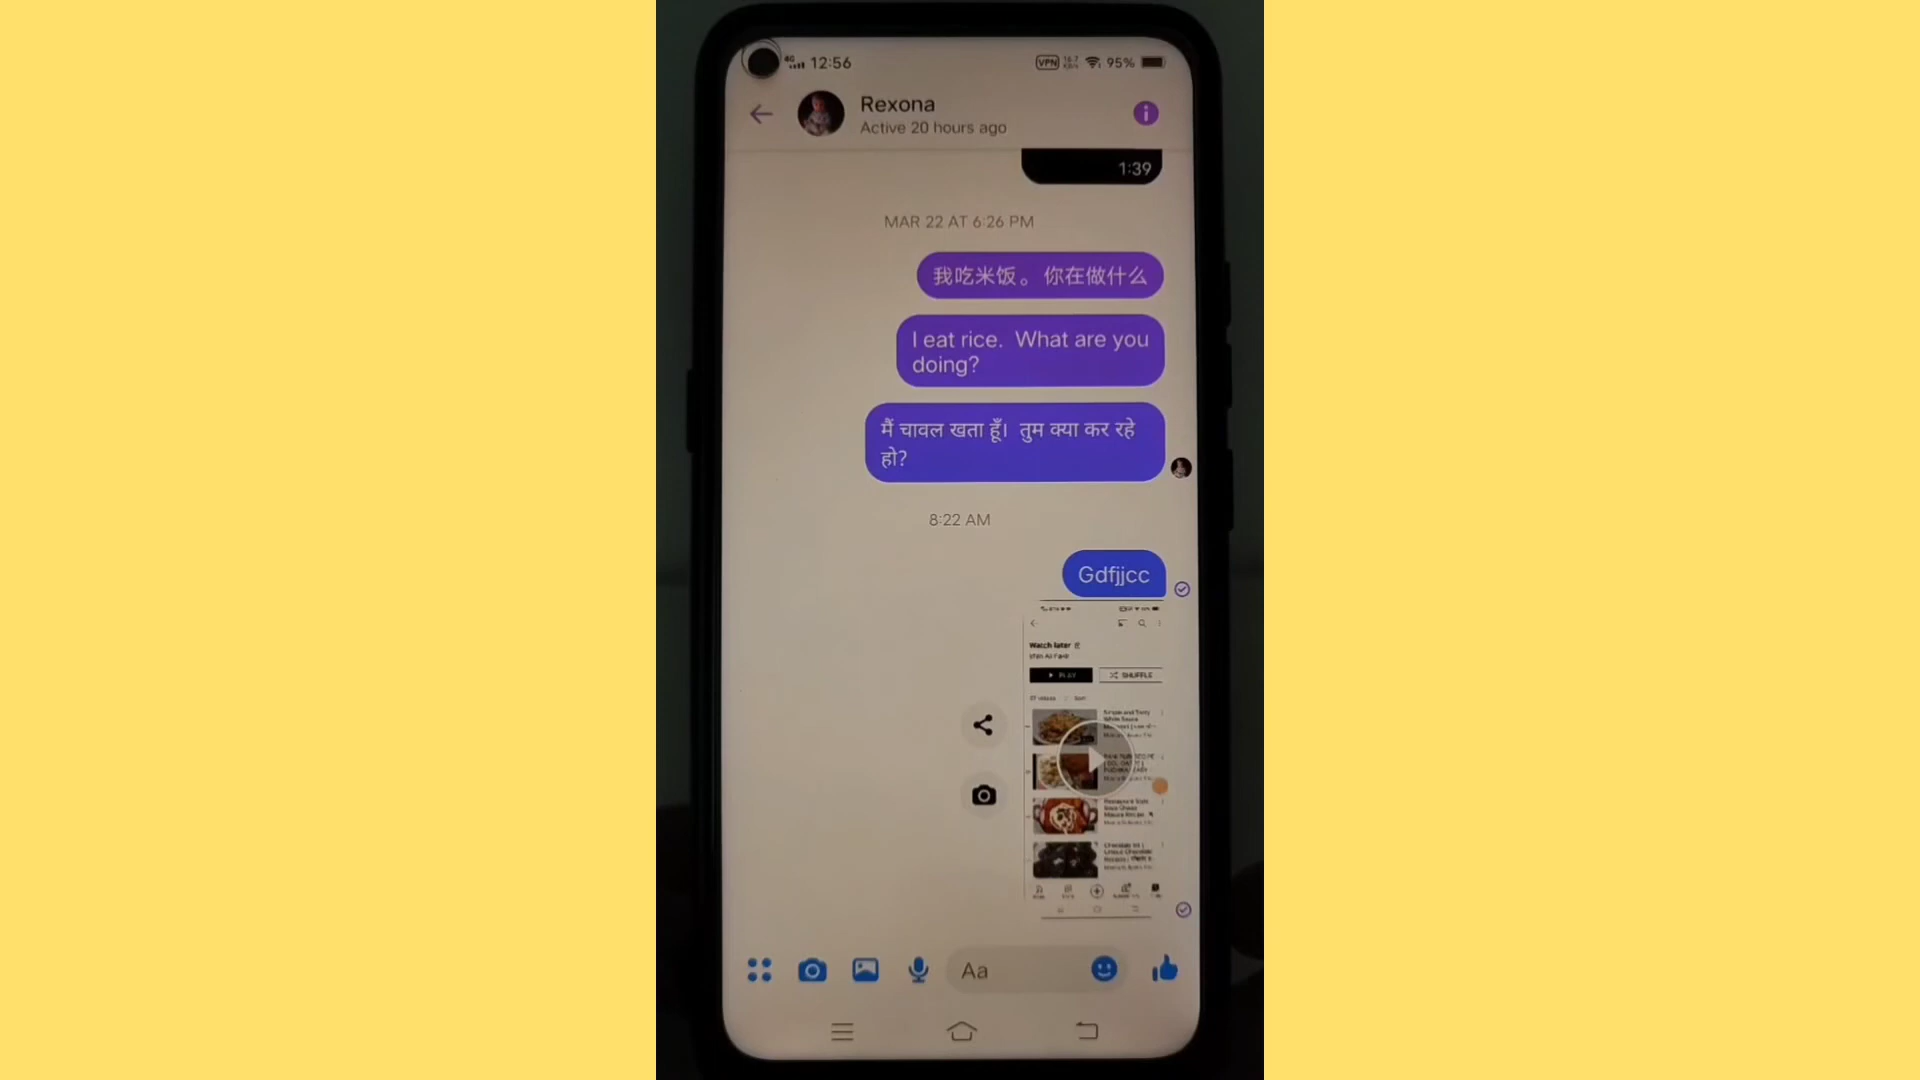 12:56
VPN
95%
Rexona
Active 20 hours ago
1:39
MAR 22 AT 6:26 PM
我吃米饭。 你在做什么
I eat rice.  What are you
doing?
मैं चावल खता हूँ।  तुम क्या कर रहे
हो?
8:22 AM
Gdfjjcc
Watch later
PLAY
SHUFFLE
Aa